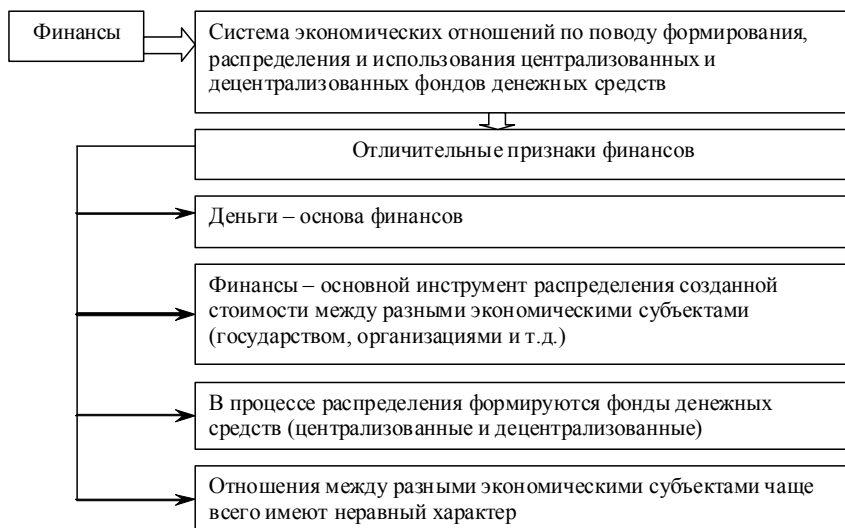 Финансы
Система экономических отношений по поводу формирования,
распределения и использования централизованных и
децентрализованных фондов денежных средств
Отличительные признаки финансов
Деньги – основа финансов
Финансы – основной инструмент распределения созданной
стоимости между разными экономическими субъектами
(государством, организациями и т.д.)
В процессе распределения формируются фонды денежных
средств (централизованные и децентрализованные)
Отношения между разными экономическими субъектами чаще
всего имеют неравный характер